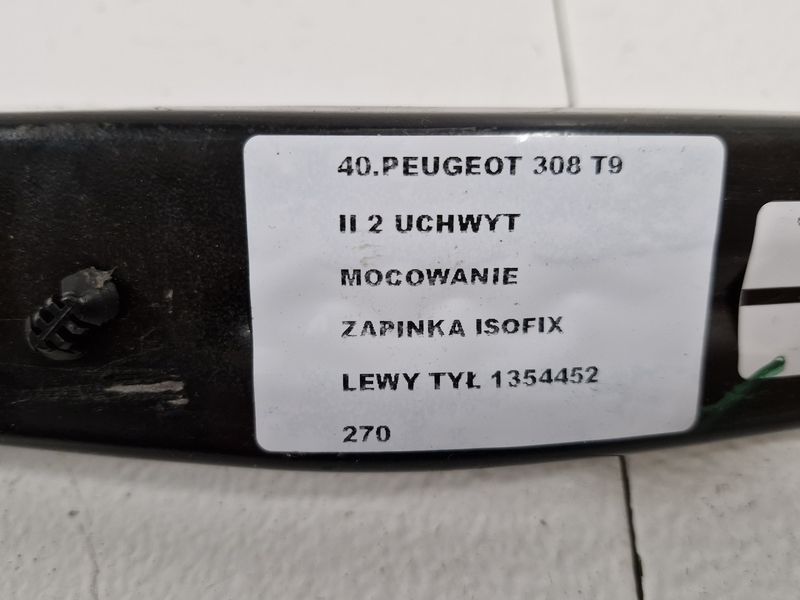 40.PEUGEOT 308 T9
II 2 UCHWYT
MOCOWANIE
ZAPINKA ISOFIX
LEWY TYŁ 1354452
270